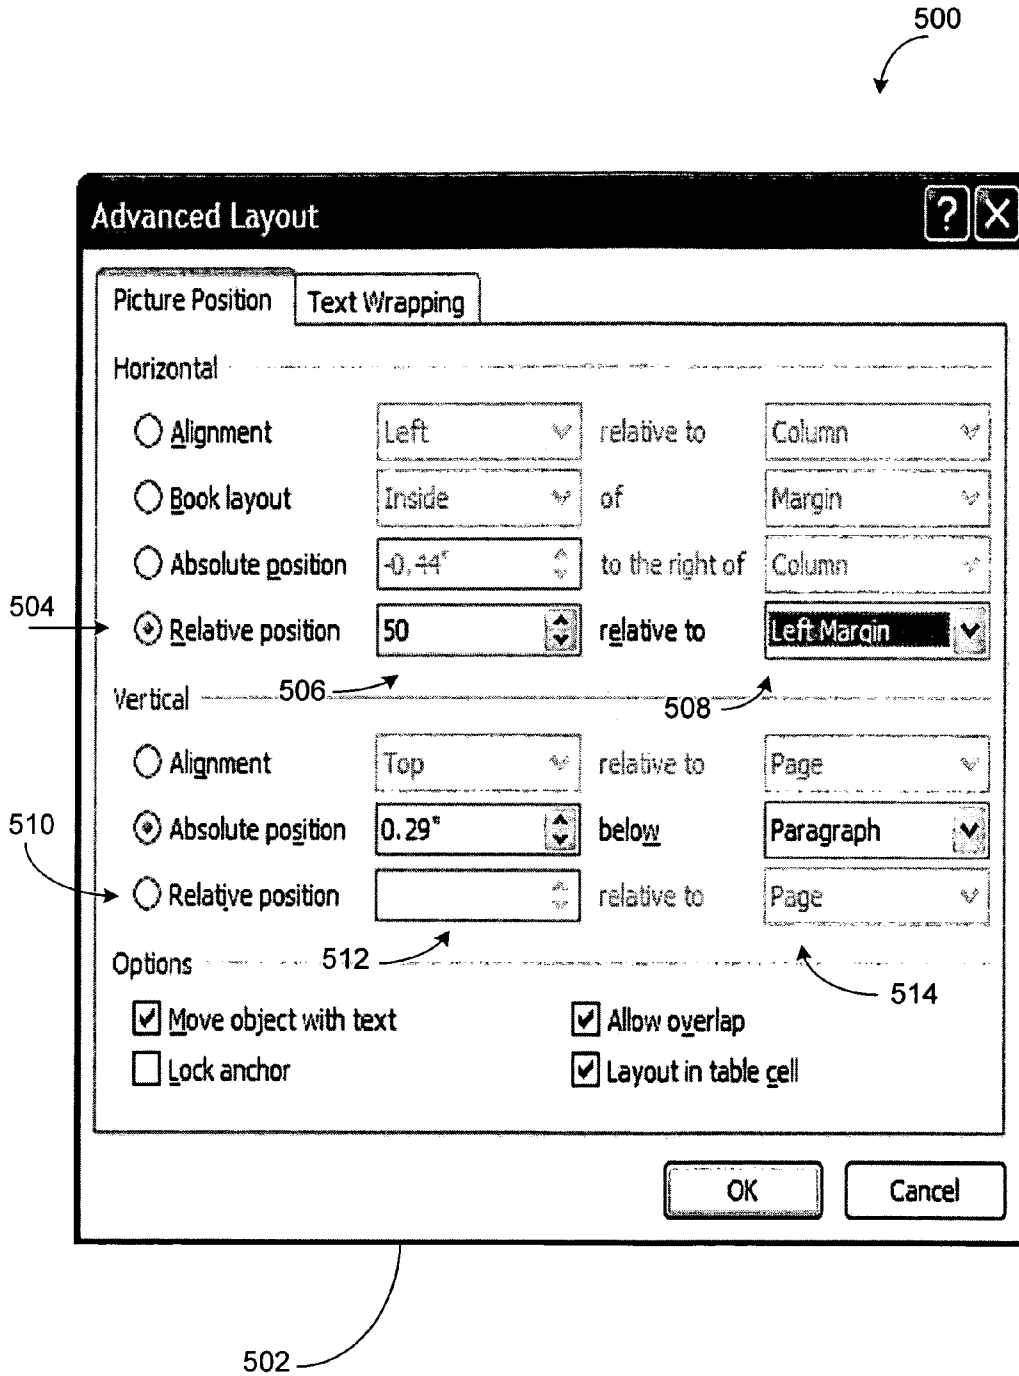 500
Advanced Layout ? X
Picture Position Text Wrapping
Horizontal
Alignment Left relative to Column
Book layout Inside of Margin
Absolute position -0.44" to the right of Column
504 Relative position 50 relative to Left Margin
506
508
Vertical
Alignment Top relative to Page
510 Absolute position 0.29" below Paragraph
Relative position relative to Page
512
514
Options
Move object with text Allow overlap
Lock anchor Layout in table cell
OK Cancel
502